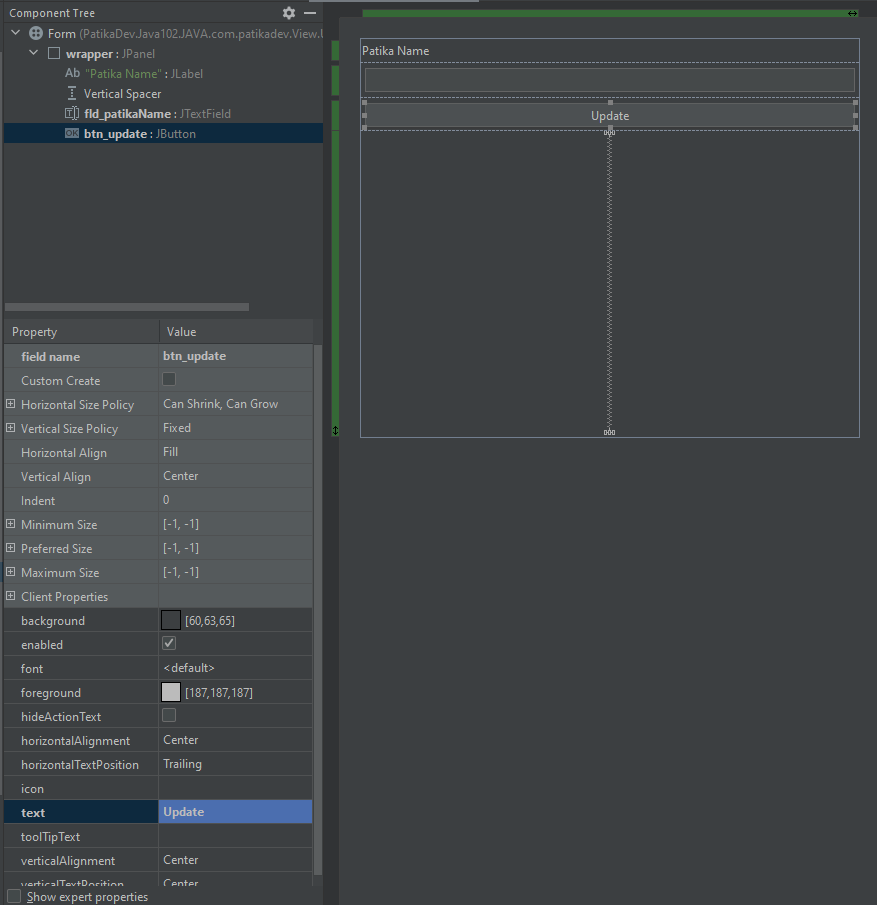 Component Tree
Form (PatikaDev.Java102.JAVA.com.patikadev.View.U
wrapper : JPanel
Ab "Patika Name" : JLabel
Vertical Spacer
fld_patikaName : JTextField
OK btn_update : JButton
Patika Name
Update
Property Value
field name btn_update
Custom Create
Horizontal Size Policy Can Shrink, Can Grow
Vertical Size Policy Fixed
Horizontal Align Fill
Vertical Align Center
Indent 0
Minimum Size [-1, -1]
Preferred Size [-1, -1]
Maximum Size [-1, -1]
Client Properties
background [60,63,65]
enabled
font <default>
foreground [187,187,187]
hideActionText
horizontalAlignment Center
horizontalTextPosition Trailing
icon
text Update
toolTipText
verticalAlignment Center
verticalTextPosition Center
Show expert properties